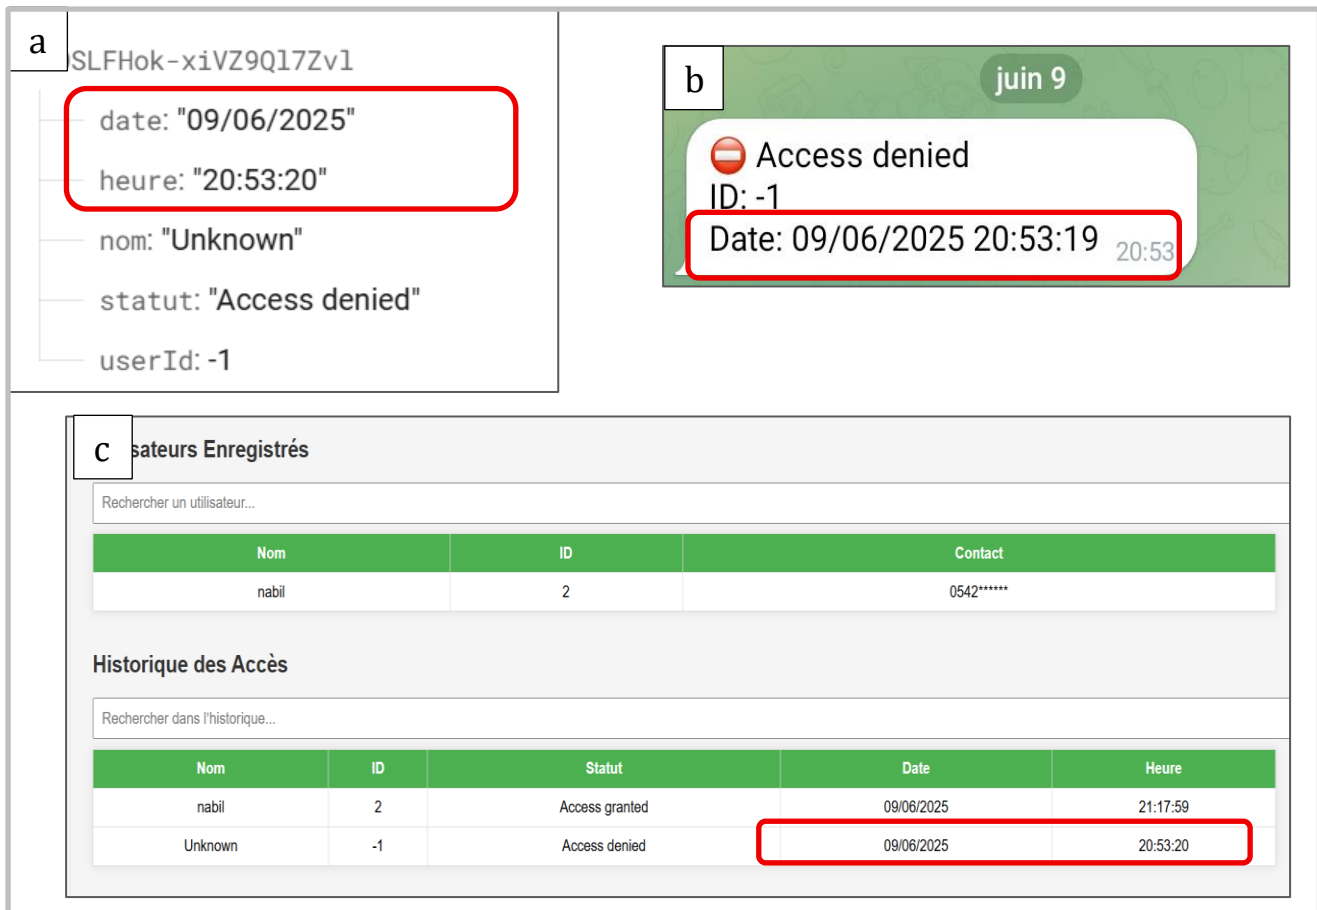 a
SLFHok-xiVZ9Ql7Zvl
date: "09/06/2025"
heure: "20:53:20"
nom: "Unknown"
statut: "Access denied"
userId: -1
b
juin 9
⛔ Access denied
ID: -1
Date: 09/06/2025 20:53:19 20:53
c
sateurs Enregistrés
Rechercher un utilisateur...
Nom ID Contact
nabil 2 0542******
Historique des Accès
Rechercher dans l'historique...
Nom ID Statut Date Heure
nabil 2 Access granted 09/06/2025 21:17:59
Unknown -1 Access denied 09/06/2025 20:53:20